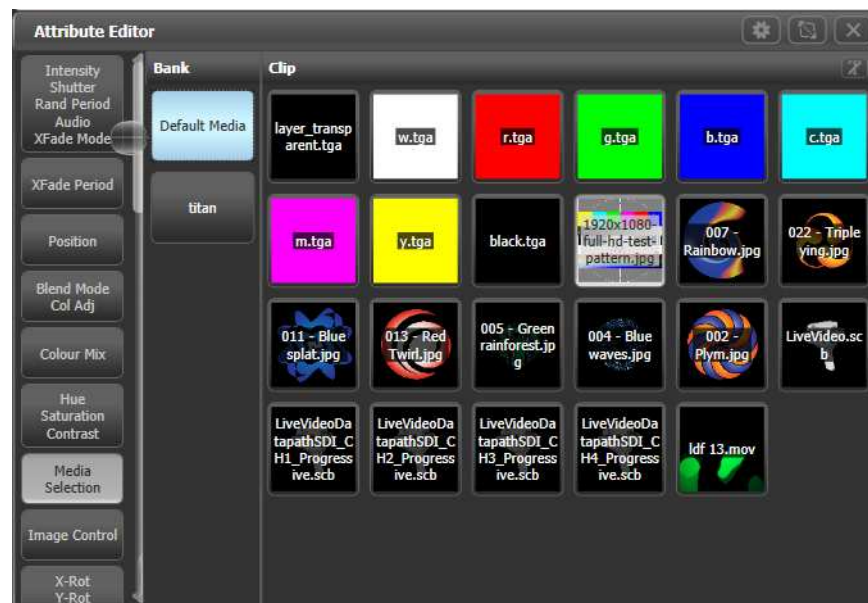 Attribute Editor
Intensity
Shutter
Rand Period
Audio
XFade Mode
XFade Period
Position
Blend Mode
Col Adj
Colour Mix
Hue
Saturation
Contrast
Media
Selection
Image Control
X-Rot
Y-Rot
Bank
Default Media
titan
Clip
layer_transp
arent.tga
w.tga
r.tga
g.tga
b.tga
c.tga
m.tga
y.tga
black.tga
1920x1080-
full-hd-test-
pattern.jpg
007 -
Rainbow.jpg
022 - Triple
ying.jpg
011 - Blue
splat.jpg
013 - Red
Twirl.jpg
005 - Green
rainforest.jp
g
004 - Blue
waves.jpg
002 -
Plym.jpg
LiveVideo.sc
b
LiveVideoDa
tapathSDI_C
H1_Progress
ive.scb
LiveVideoDa
tapathSDI_C
H2_Progress
ive.scb
LiveVideoDa
tapathSDI_C
H3_Progress
ive.scb
LiveVideoDa
tapathSDI_C
H4_Progress
ive.scb
ldf 13.mov